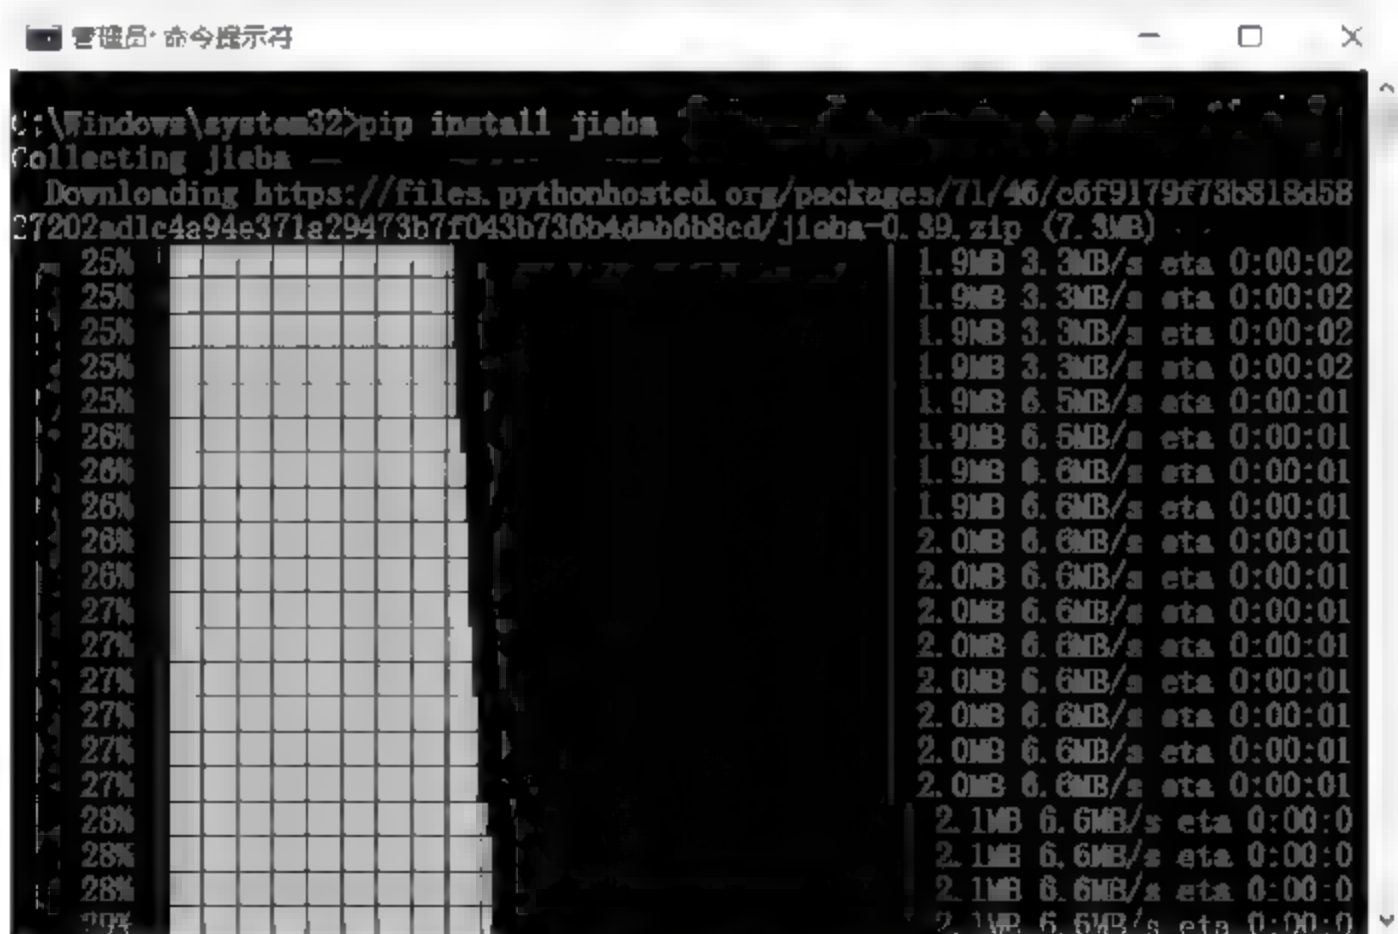 管理员: 命令提示符
C:\Windows\system32>pip install jieba
Collecting jieba
Downloading https://files.pythonhosted.org/packages/71/46/c6f9179f73b818d58
27202ad1c4a94e371a29473b7f043b736b4dab6b8cd/jieba-0.39.zip (7.3MB)
25% 1.9MB 3.3MB/s eta 0:00:02
25% 1.9MB 3.3MB/s eta 0:00:02
25% 1.9MB 3.3MB/s eta 0:00:02
25% 1.9MB 3.3MB/s eta 0:00:02
25% 1.9MB 6.5MB/s eta 0:00:01
26% 1.9MB 6.5MB/s eta 0:00:01
26% 1.9MB 6.6MB/s eta 0:00:01
26% 1.9MB 6.6MB/s eta 0:00:01
26% 2.0MB 6.6MB/s eta 0:00:01
26% 2.0MB 6.6MB/s eta 0:00:01
27% 2.0MB 6.6MB/s eta 0:00:01
27% 2.0MB 6.6MB/s eta 0:00:01
27% 2.0MB 6.6MB/s eta 0:00:01
27% 2.0MB 6.6MB/s eta 0:00:01
27% 2.0MB 6.6MB/s eta 0:00:01
27% 2.0MB 6.6MB/s eta 0:00:01
28% 2.1MB 6.6MB/s eta 0:00:0
28% 2.1MB 6.6MB/s eta 0:00:0
28% 2.1MB 6.6MB/s eta 0:00:0
2.1MB 6.6MB/s eta 0:00:0